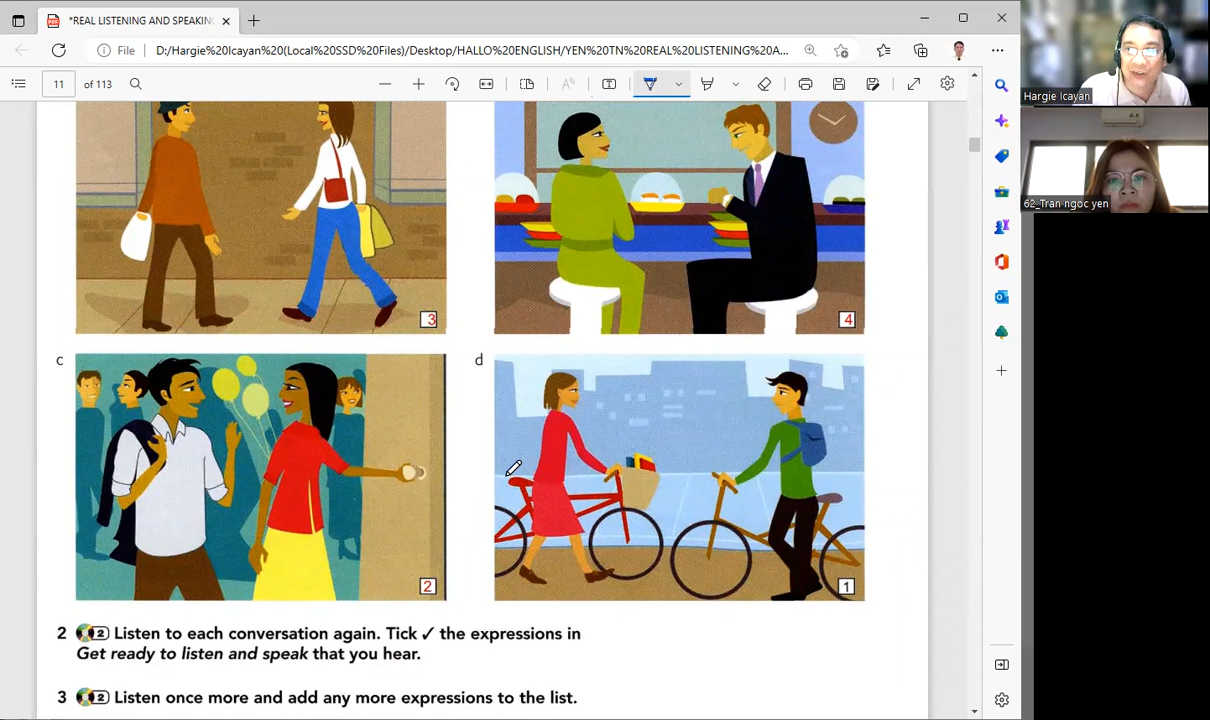 *REAL LISTENING AND SPEAKING
File
D:/Hargie%20Icayan%20(Local%20SSD%20Files)/Desktop/HALLO%20ENGLISH/YEN%20TN%20REAL%20LISTENING%20A...
11 of 113
Hargie Icayan
62_Tran ngoc yen
3
4
c
d
2
1
2 2 Listen to each conversation again. Tick ✓ the expressions in
Get ready to listen and speak that you hear.
3 2 Listen once more and add any more expressions to the list.